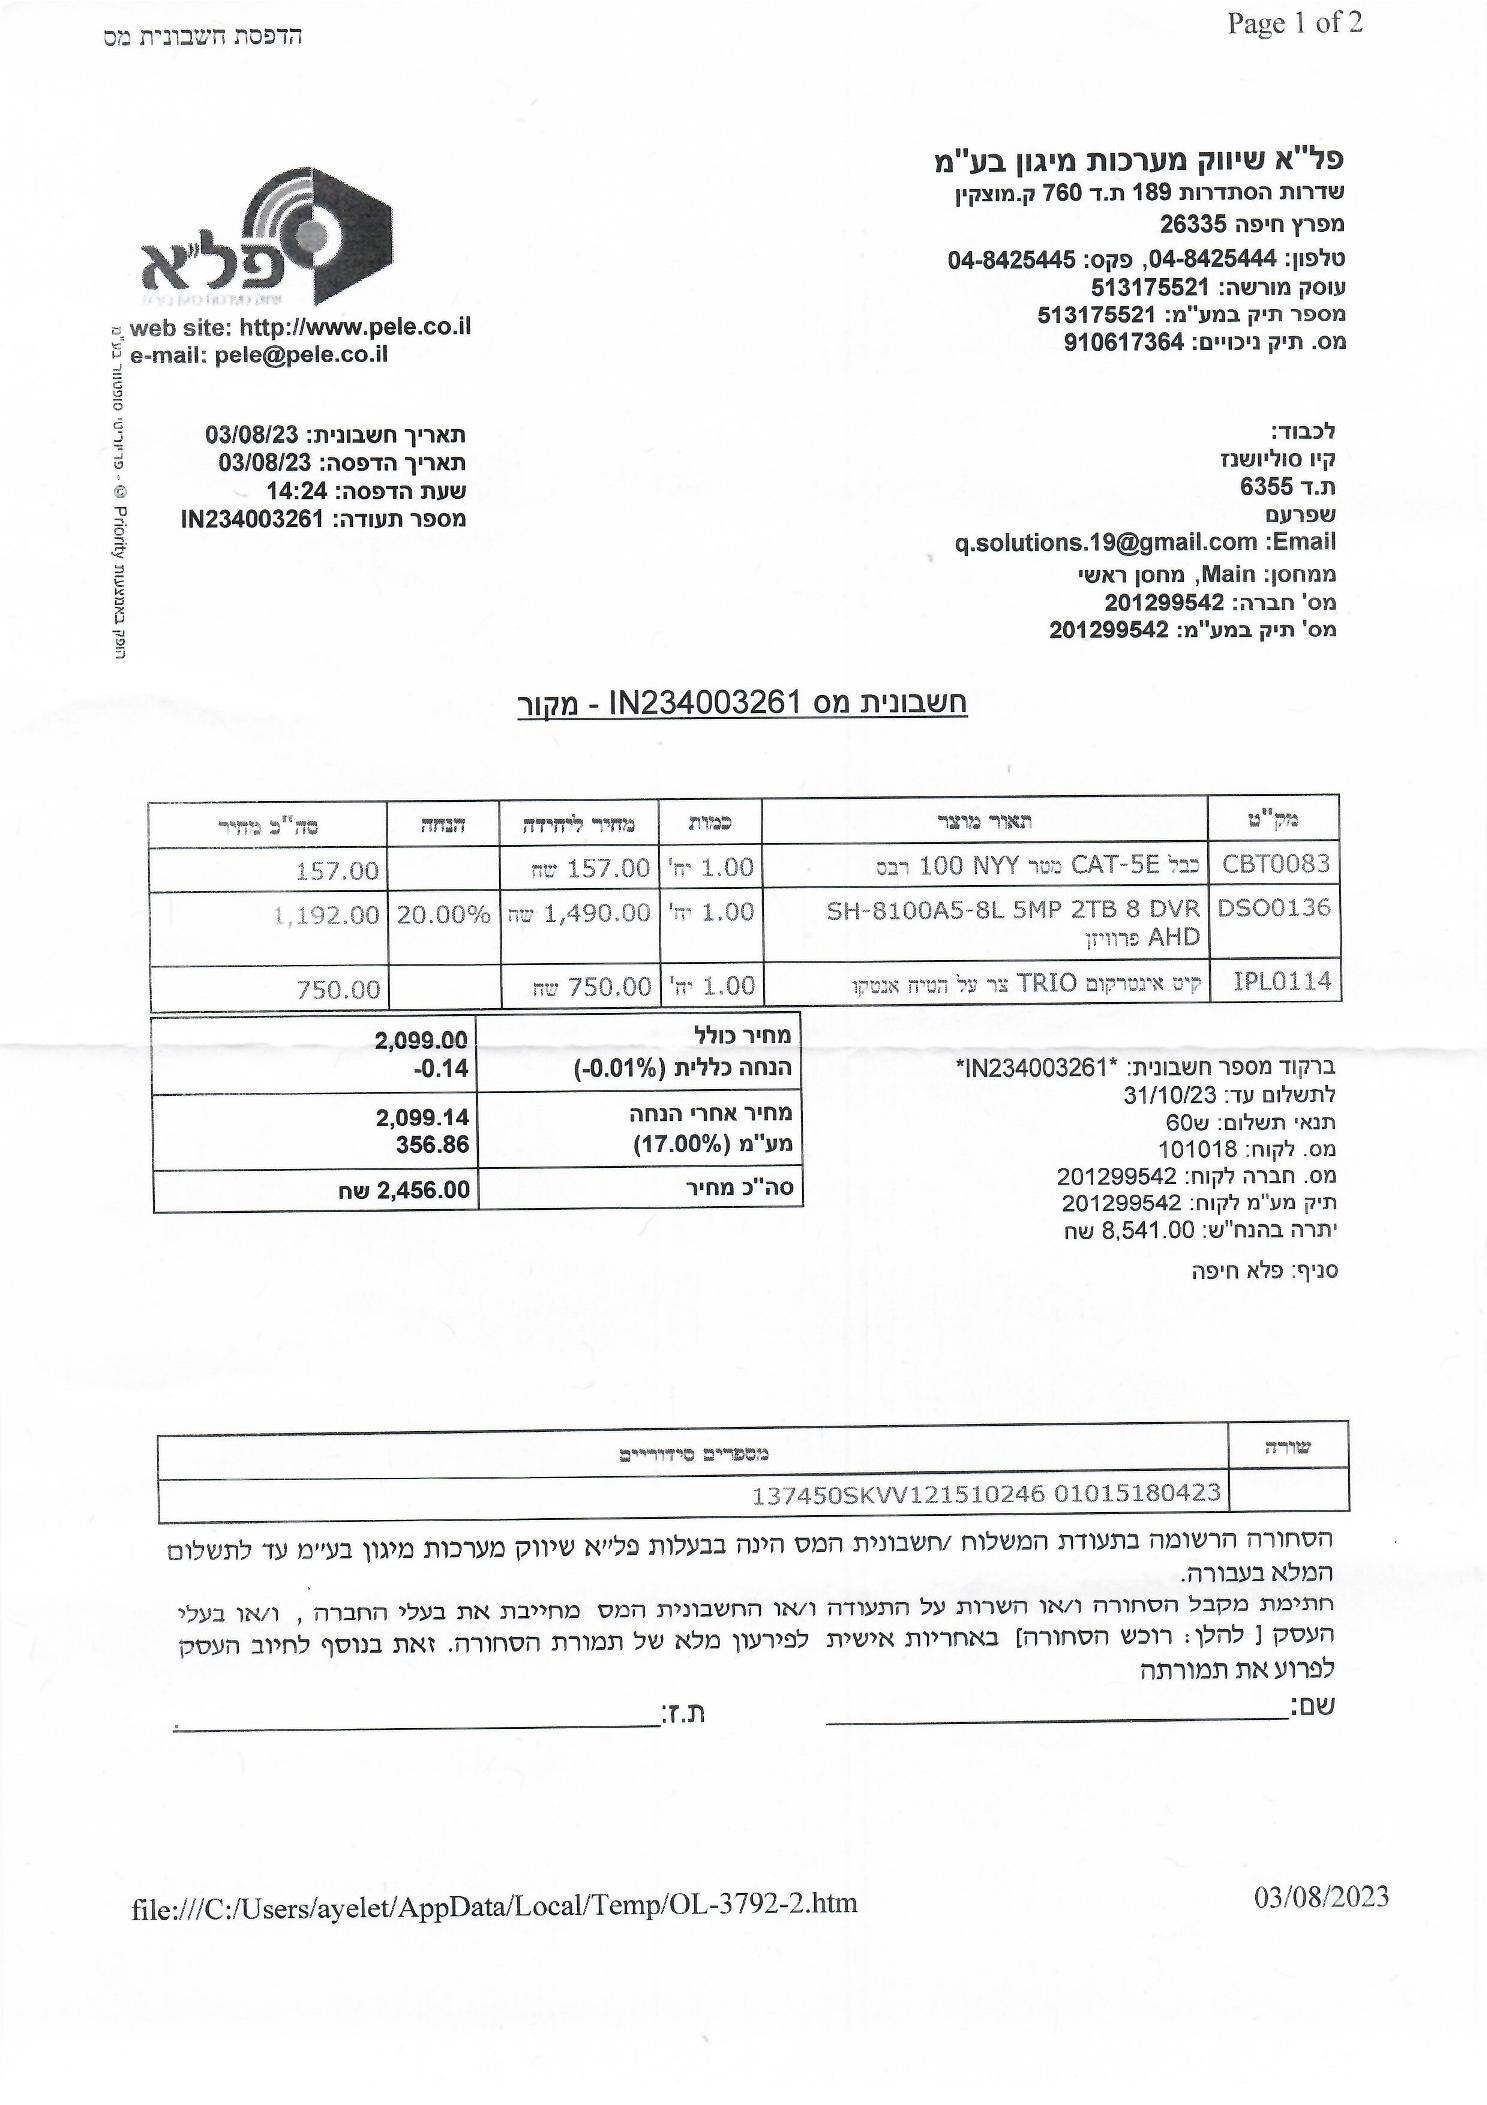 הדפסת חשבונית מס
Page 1 of 2
פל"א שיווק מערכות מיגון בע"מ
שדרות הסתדרות 189 ת.ד 760 ק.מוצקין
מפרץ חיפה 26335
טלפון: 04-8425444, פקס: 04-8425445
עוסק מורשה: 513175521
מספר תיק במע"מ: 513175521
מס. תיק ניכויים: 910617364
פל"א
web site: http://www.pele.co.il
e-mail: pele@pele.co.il
הופק באמצעות Priority © - פריוריטי סופטוור בע"מ
לכבוד:
קיו סוליושנז
ת.ד 6355
שפרעם
Email: q.solutions.19@gmail.com
ממחסן: Main, מחסן ראשי
מס' חברה: 201299542
מס' תיק במע"מ: 201299542
תאריך חשבונית: 03/08/23
תאריך הדפסה: 03/08/23
שעת הדפסה: 14:24
מספר תעודה: IN234003261
חשבונית מס IN234003261 - מקור
מק"ט תאור מוצר כמות מחיר ליחידה הנחה סה"כ מחיר
CBT0083 כבל CAT-5E מטר 100 NYY רבס 1.00 יח' 157.00 שח 157.00
DSO0136 SH-8100A5-8L 5MP 2TB 8 DVR 1.00 יח' 1,490.00 שח 20.00% 1,192.00
AHD פרוויזן
IPL0114 קיט אינטרקום TRIO צר על הטיח אנטקו 1.00 יח' 750.00 שח 750.00
מחיר כולל 2,099.00
הנחה כללית (-0.01%) -0.14
מחיר אחרי הנחה 2,099.14
מע"מ (17.00%) 356.86
סה"כ מחיר 2,456.00 שח
ברקוד מספר חשבונית: *IN234003261*
לתשלום עד: 31/10/23
תנאי תשלום: ש60
מס. לקוח: 101018
מס. חברה לקוח: 201299542
תיק מע"מ לקוח: 201299542
יתרה בהנח"ש: 8,541.00 שח
סניף: פלא חיפה
שורה מספרים סידוריים
137450SKVV121510246 01015180423
הסחורה הרשומה בתעודת המשלוח /חשבונית המס הינה בבעלות פל"א שיווק מערכות מיגון בע"מ עד לתשלום
המלא בעבורה.
חתימת מקבל הסחורה ו/או השרות על התעודה ו/או החשבונית המס מחייבת את בעלי החברה , ו/או בעלי
העסק [ להלן: רוכש הסחורה] באחריות אישית לפירעון מלא של תמורת הסחורה. זאת בנוסף לחיוב העסק
לפרוע את תמורתה
שם:________ ת.ז:________.
file:///C:/Users/ayelet/AppData/Local/Temp/OL-3792-2.htm
03/08/2023